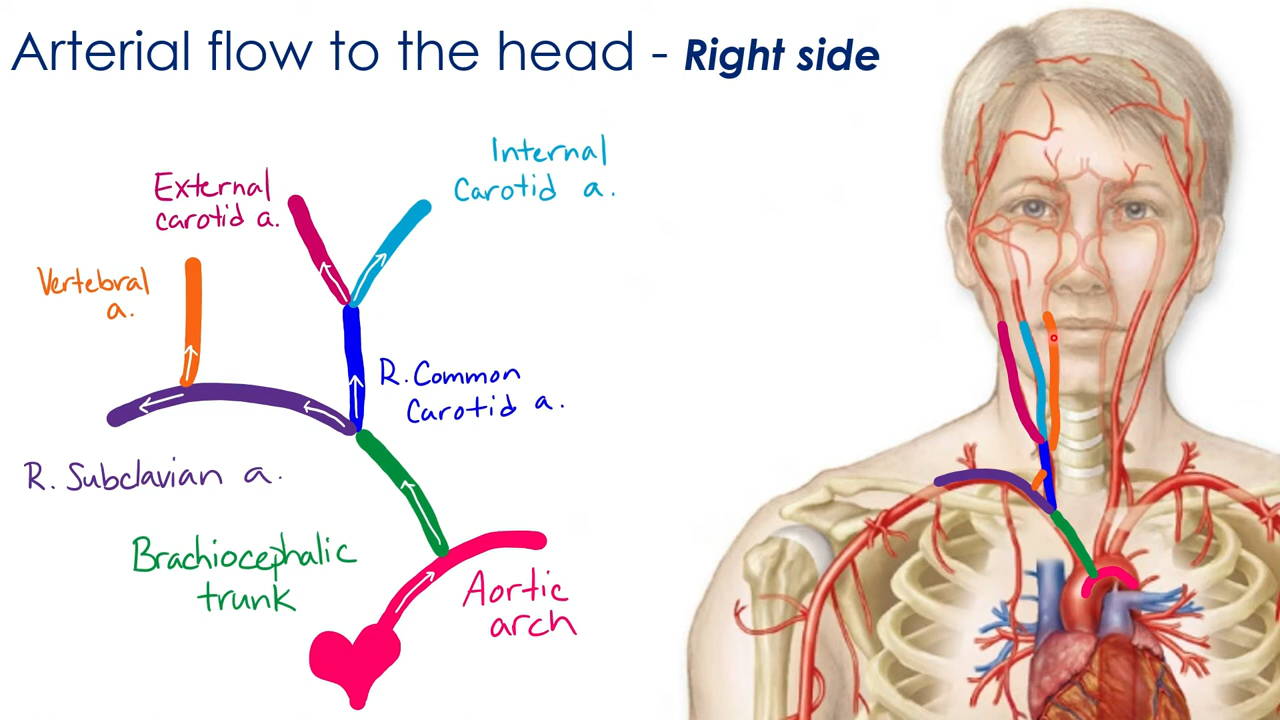 Arterial flow to the head - Right side
Internal
Carotid a.
External
carotid a.
Vertebral
a.
R. Common
Carotid a.
R. Subclavian a.
Brachiocephalic
trunk
Aortic
arch